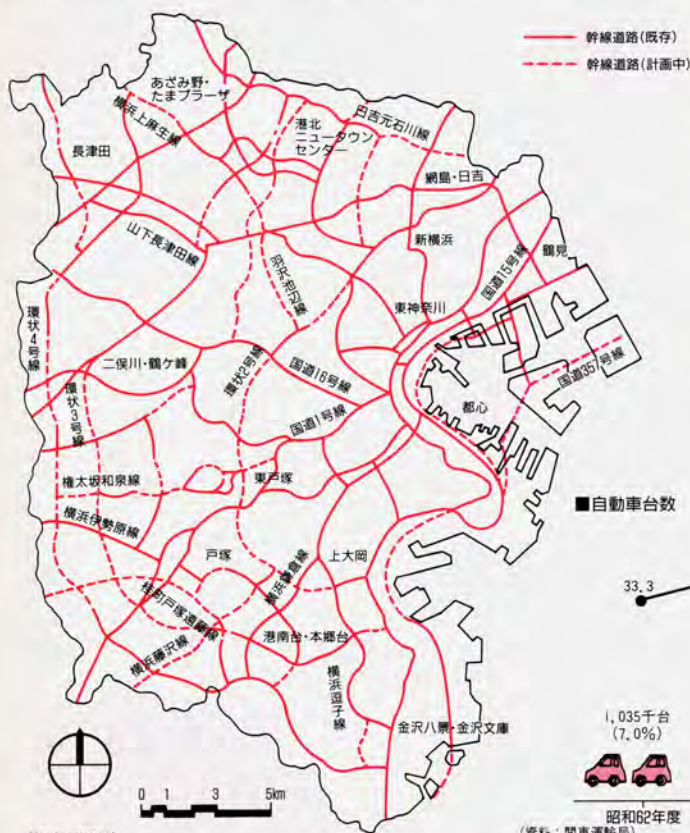 幹線道路(既存)
幹線道路(計画中)
あざみ野・
たまプラーザ
横浜上麻生線
港北
ニュータウン
センター
日吉元石川線
長津田
綱島・日吉
山下長津田線
新横浜
鶴見
羽沢池辺線
国道15号線
東神奈川
環状4号線
二俣川・鶴ケ峰
環状2号線
国道16号線
国道357号線
環状3号線
都心
国道1号線
権太坂和泉線
東戸塚
■自動車台数
横浜伊勢原線
戸塚
横浜鎌倉線
上大岡
33.3
桂町戸塚遠藤線
港南台・本郷台
横浜藤沢線
横浜逗子線
金沢八景・金沢文庫
1,035千台
(7.0%)
0 1 3 5km
昭和62年度
(資料:関東運輸局)